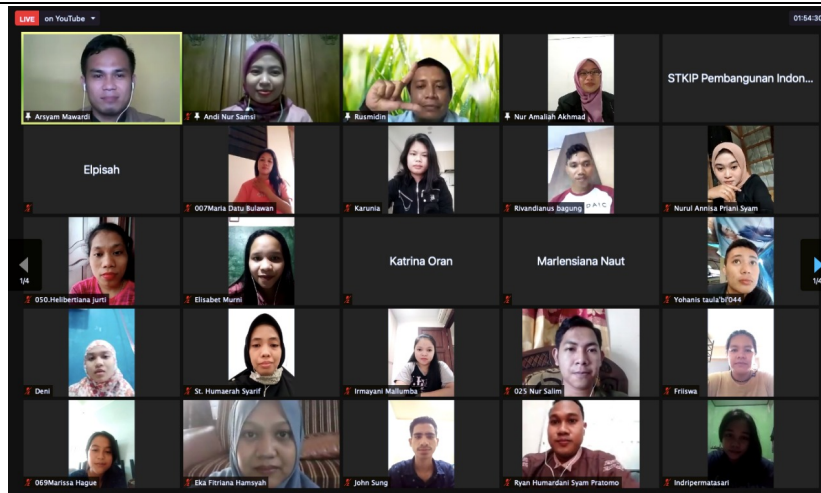 LIVE on YouTube
01:54:30
Arsyam Mawardi
Andi Nur Samsi
Rusmidin
Nur Amaliah Akhmad
STKIP Pembangunan Indon...
Elpisah
007Maria Datu Bulawan
Karunia
Rivandianus bagung
Nurul Annisa Priani Syam
1/4
050.Helibertiana jurti
Elisabet Murni
Katrina Oran
Marlensiana Naut
Yohanis taula'bi'044
1/4
Deni
St. Humaerah Syarif
Irmayani Mallumba
025 Nur Salim
Friiswa
069Marissa Hague
Eka Fitriana Hamsyah
John Sung
Ryan Humardani Syam Pratomo
Indripermatasari